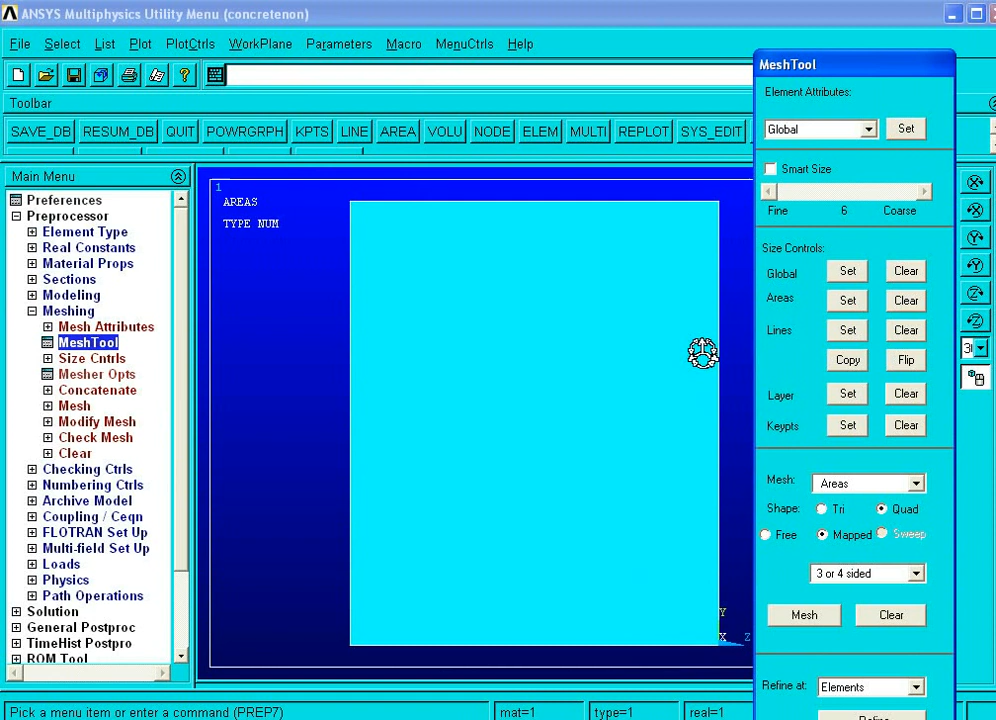 ANSYS Multiphysics Utility Menu (concretenon)
File Select List Plot PlotCtrls WorkPlane Parameters Macro MenuCtrls Help
Toolbar
SAVE_DB RESUM_DB QUIT POWRGRPH KPTS LINE AREA VOLU NODE ELEM MULTI REPLOT SYS_EDIT
Main Menu
Preferences
Preprocessor
Element Type
Real Constants
Material Props
Sections
Modeling
Meshing
Mesh Attributes
MeshTool
Size Cntrls
Mesher Opts
Concatenate
Mesh
Modify Mesh
Check Mesh
Clear
Checking Ctrls
Numbering Ctrls
Archive Model
Coupling / Ceqn
FLOTRAN Set Up
Multi-field Set Up
Loads
Physics
Path Operations
Solution
General Postproc
TimeHist Postpro
ROM Tool
1
AREAS
TYPE NUM
Y
X Z
MeshTool
Element Attributes:
Global Set
Smart Size
Fine 6 Coarse
Size Controls:
Global Set Clear
Areas Set Clear
Lines Set Clear
Copy Flip
Layer Set Clear
Keypts Set Clear
Mesh: Areas
Shape: Tri Quad
Free Mapped Sweep
3 or 4 sided
Mesh Clear
Refine at: Elements
Refine
X
X
Y
Y
Z
Z
3
Pick a menu item or enter a command (PREP7) mat=1 type=1 real=1